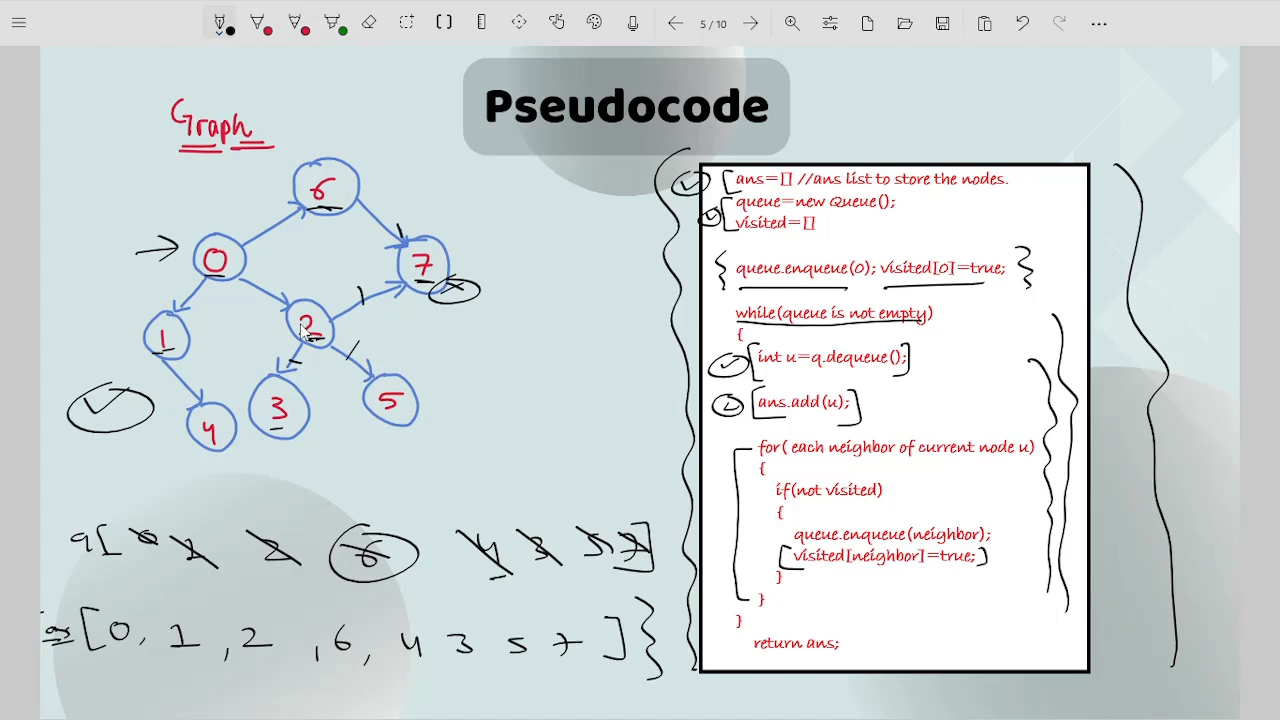 5 / 10
Pseudocode
Graph
6
0
7
2
1
3
5
4
ans=[] //ans list to store the nodes.
queue=new Queue();
visited=[]
queue.enqueue(0); visited[0]=true;
while(queue is not empty)
{
int u=q.dequeue();
ans.add(u);
for( each neighbor of current node u)
{
if(not visited)
{
queue.enqueue(neighbor);
visited[neighbor]=true;
}
}
}
return ans;
q[ 0 1 2 6 4 3 5 7 ]
[0, 1, 2, 6, 4 3 5 7 ]}